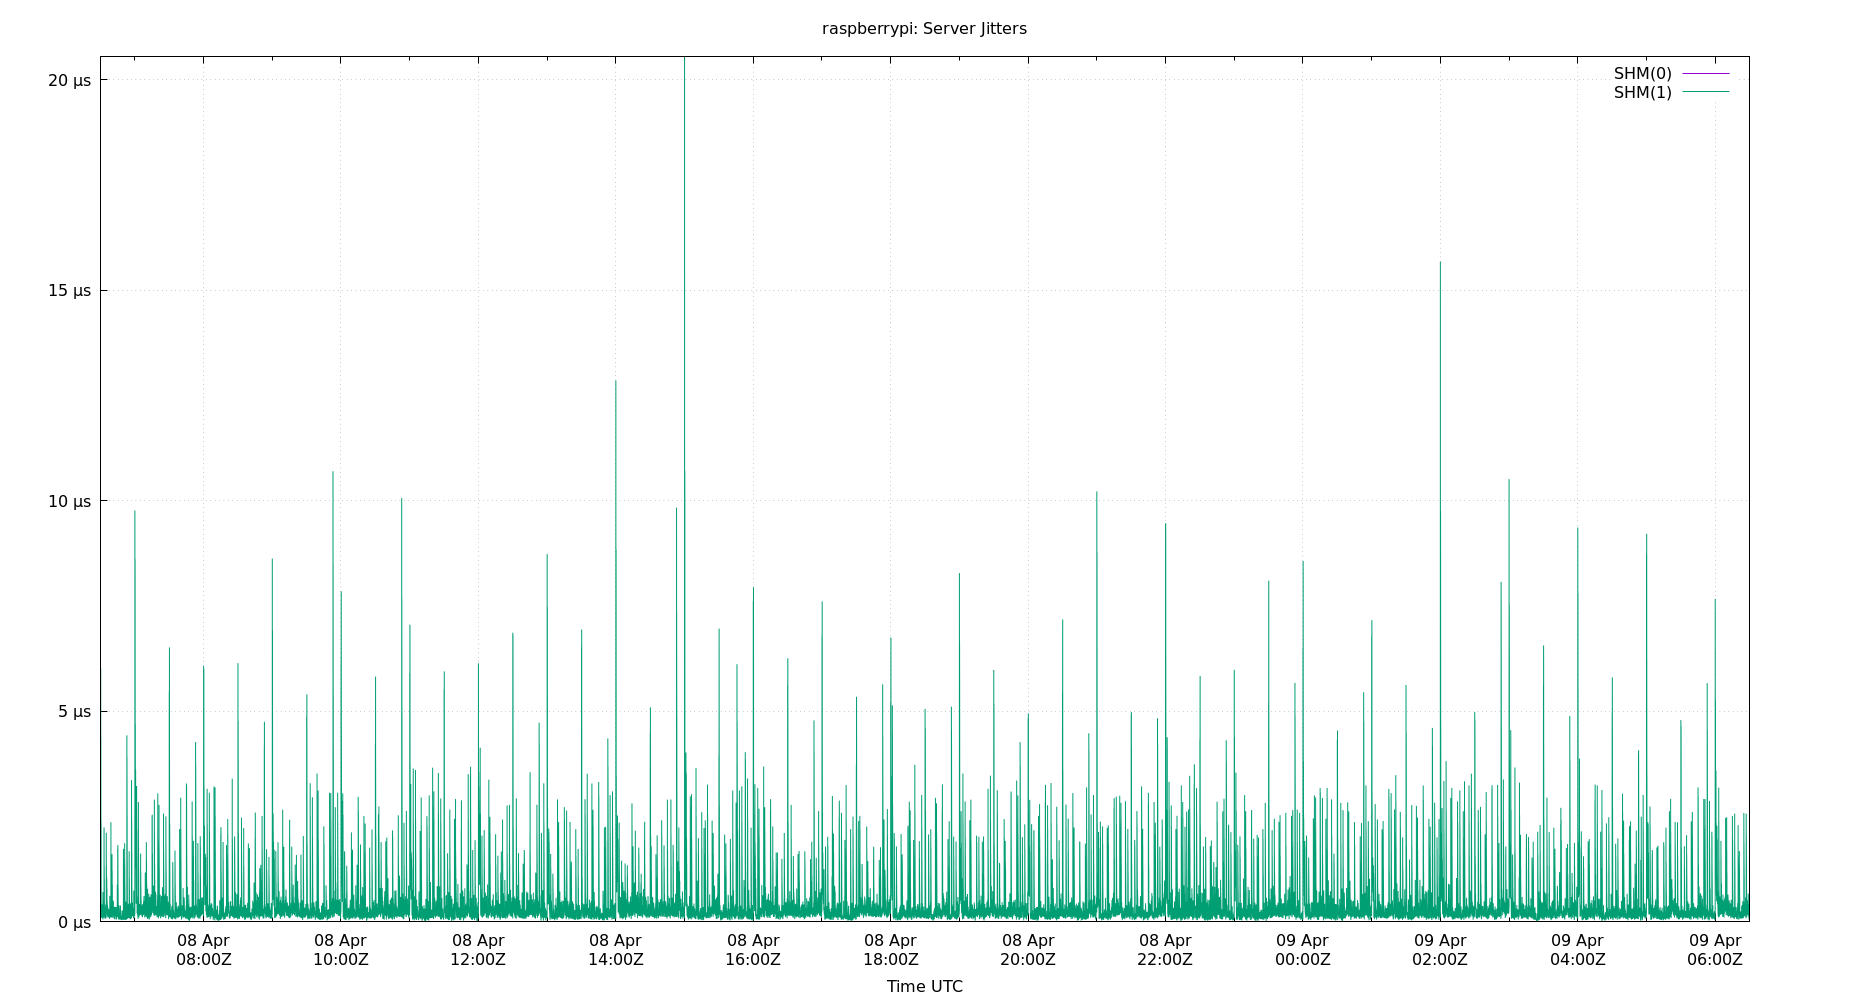 raspberrypi: Server Jitters
SHM(0)
SHM(1)
20 µs
15 µs
10 µs
5 µs
0 µs
08 Apr 08 Apr 08 Apr 08 Apr 08 Apr 08 Apr 08 Apr 08 Apr 09 Apr 09 Apr 09 Apr 09 Apr
08:00Z 10:00Z 12:00Z 14:00Z 16:00Z 18:00Z 20:00Z 22:00Z 00:00Z 02:00Z 04:00Z 06:00Z
Time UTC